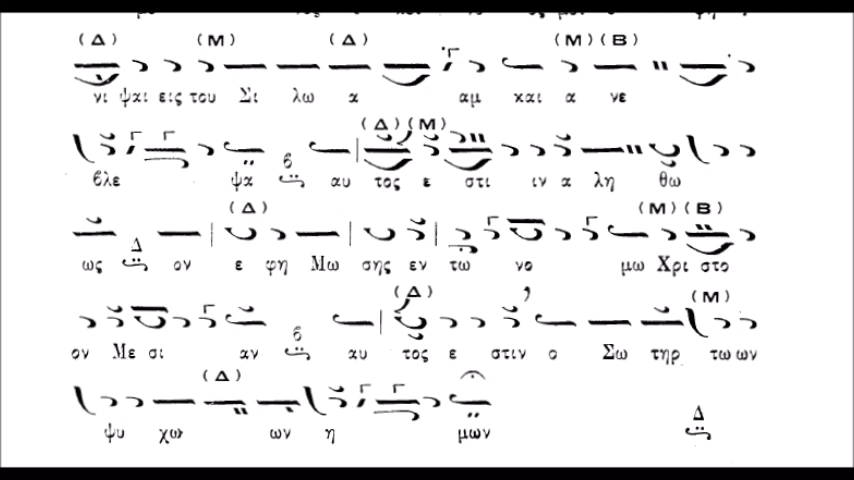 (Δ) (Μ) (Δ) (Μ) (Β)
νι ψαι εις του Σι λω α αμ και α νε
(Δ) (Μ)
βλε ψα αυ τος ε στι ιν α λη θω
(Δ) (Μ) (Β)
ως Δ ον ε φη Μω σης εν τω νο μω Χρι στο
(Δ) (Μ)
ον Με σι αν αυ τος ε στιν ο Σω τηρ τω ων
(Δ)
ψυ χω ων η μων Δ